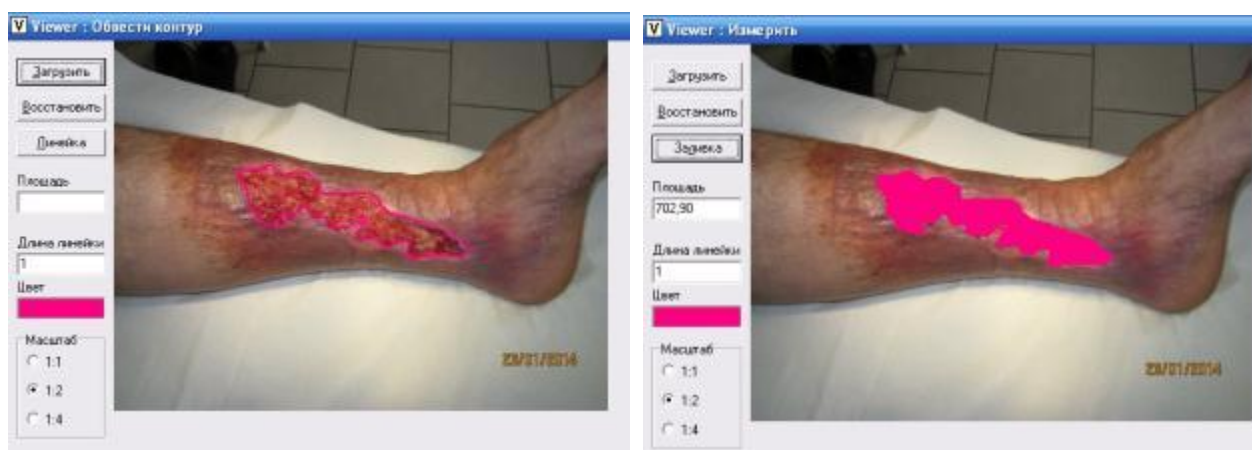 Viewer : Обвести контур
Загрузить
Восстановить
Линейка
Площадь
Длина линейки
1
Цвет
Масштаб
1:1
1:2
1:4
Viewer : Измерить
Загрузить
Восстановить
Заливка
Площадь
702,90
Длина линейки
1
Цвет
Масштаб
1:1
1:2
1:4